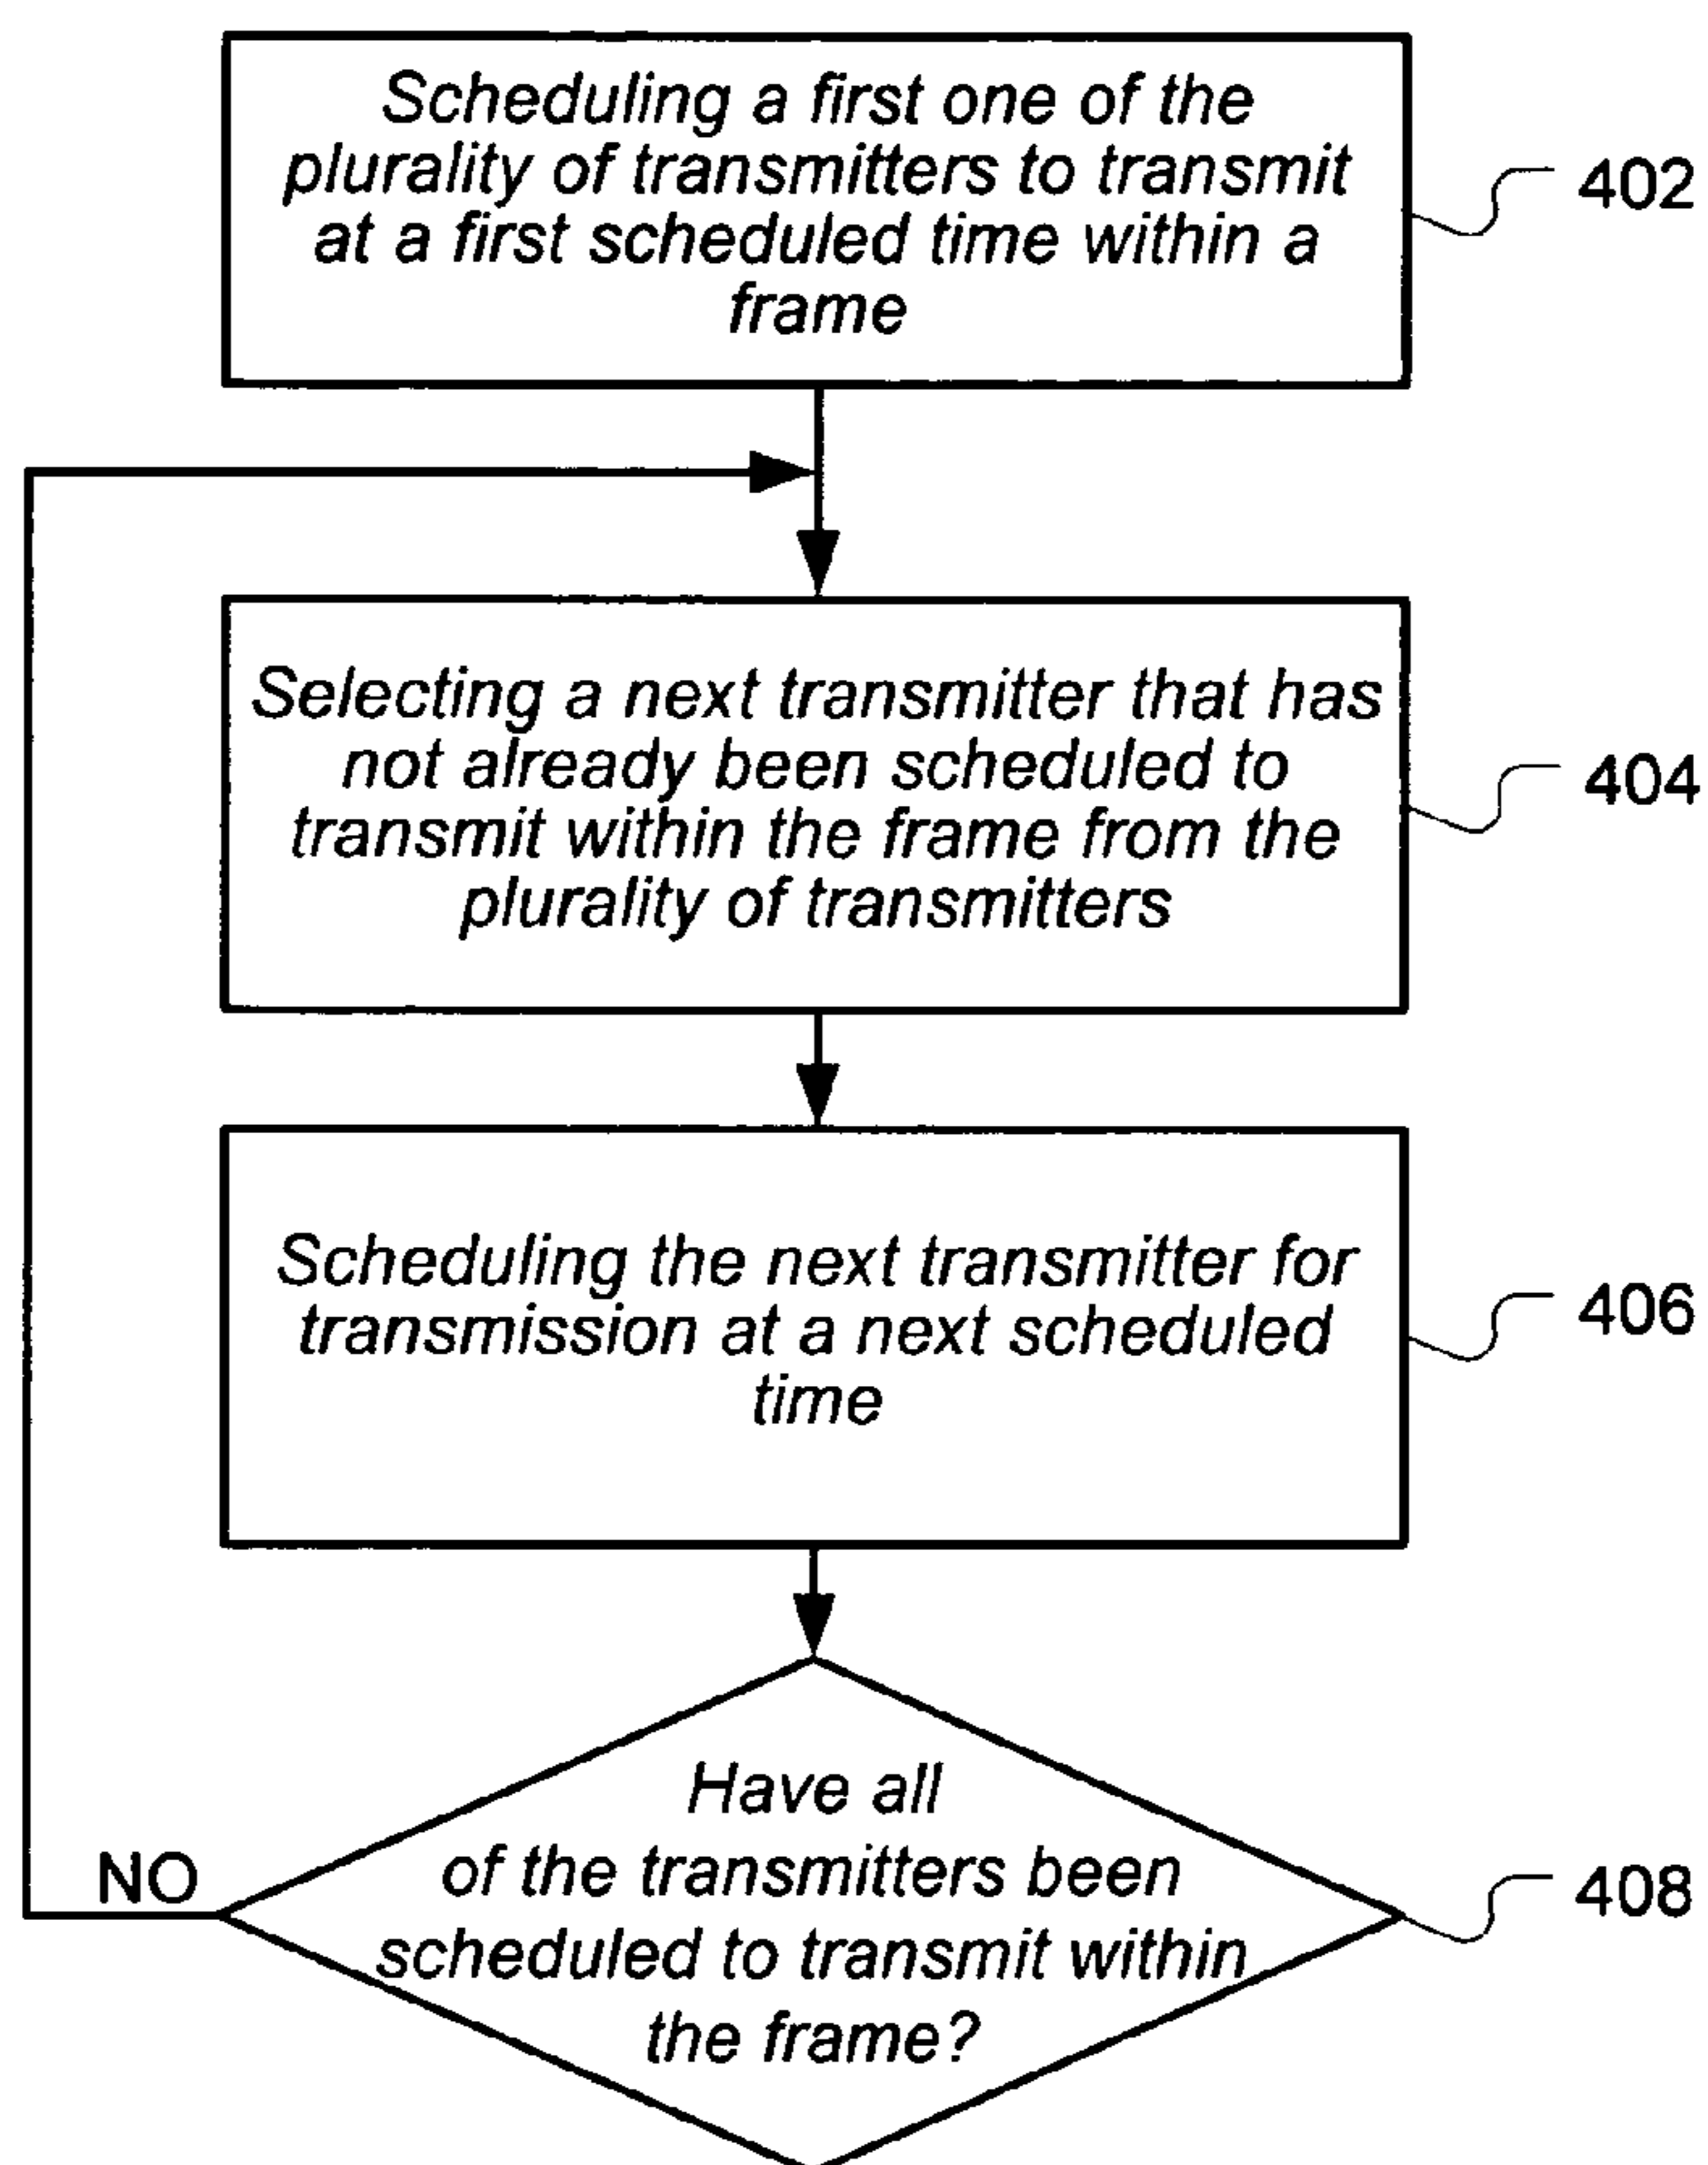 Scheduling a first one of the
plurality of transmitters to transmit
at a first scheduled time within a
frame
402
Selecting a next transmitter that has
not already been scheduled to
transmit within the frame from the
plurality of transmitters
404
Scheduling the next transmitter for
transmission at a next scheduled
time
406
Have all
of the transmitters been
scheduled to transmit within
the frame?
NO
408